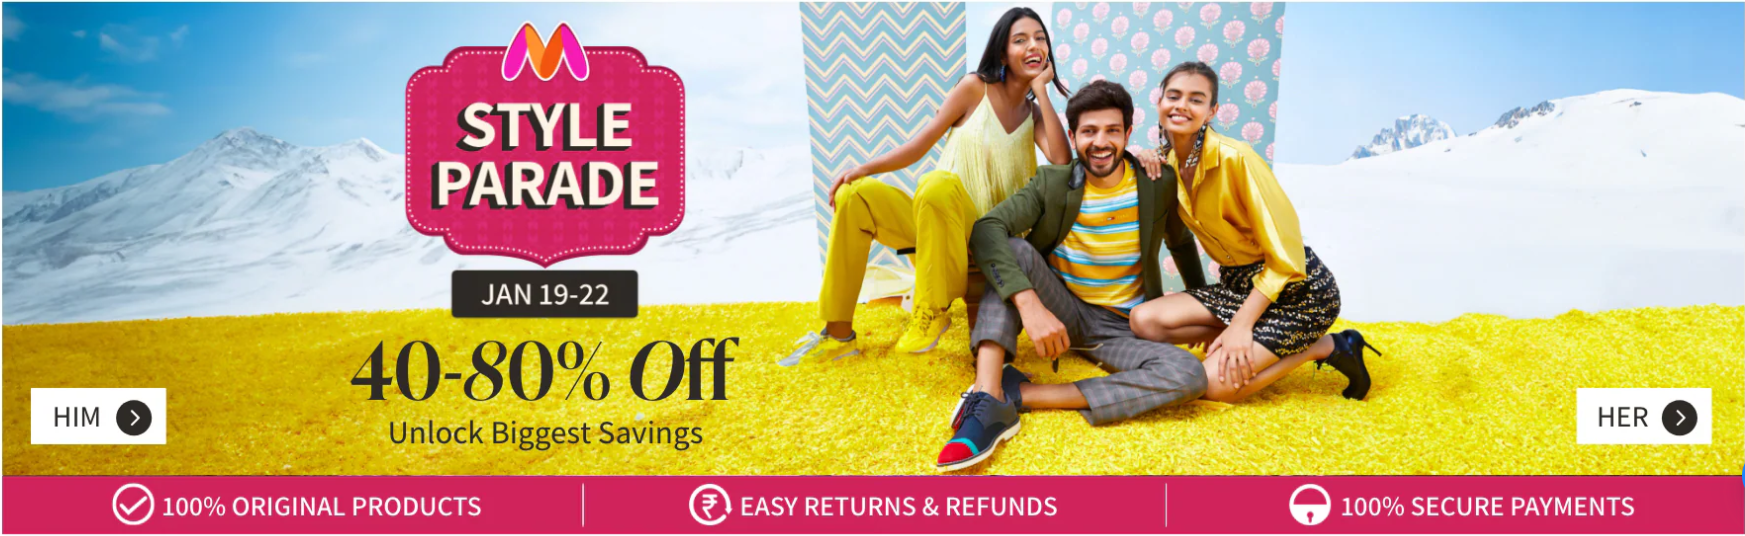 STYLE
PARADE
JAN 19-22
40-80% Off
Unlock Biggest Savings
HIM
HER
100% ORIGINAL PRODUCTS
EASY RETURNS & REFUNDS
100% SECURE PAYMENTS